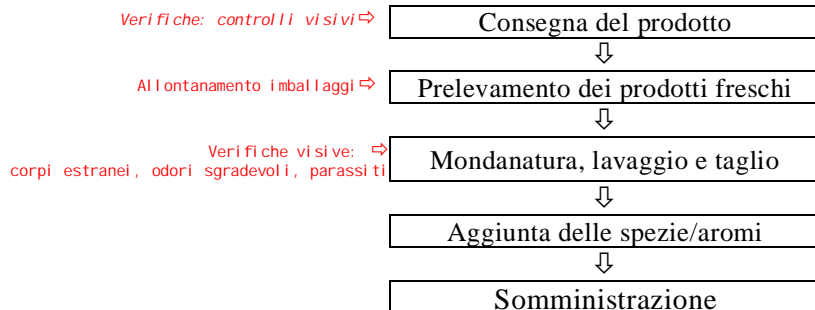 Verifiche: controlli visivi⇨ Consegna del prodotto
⇩
Allontanamento imballaggi⇨ Prelevamento dei prodotti freschi
⇩
Verifiche visive: ⇨
corpi estranei, odori sgradevoli, parassiti
Mondanatura, lavaggio e taglio
⇩
Aggiunta delle spezie/aromi
⇩
Somministrazione